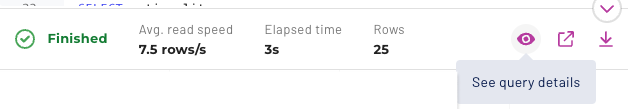 Finished
Avg. read speed
7.5 rows/s
Elapsed time
3s
Rows
25
See query details